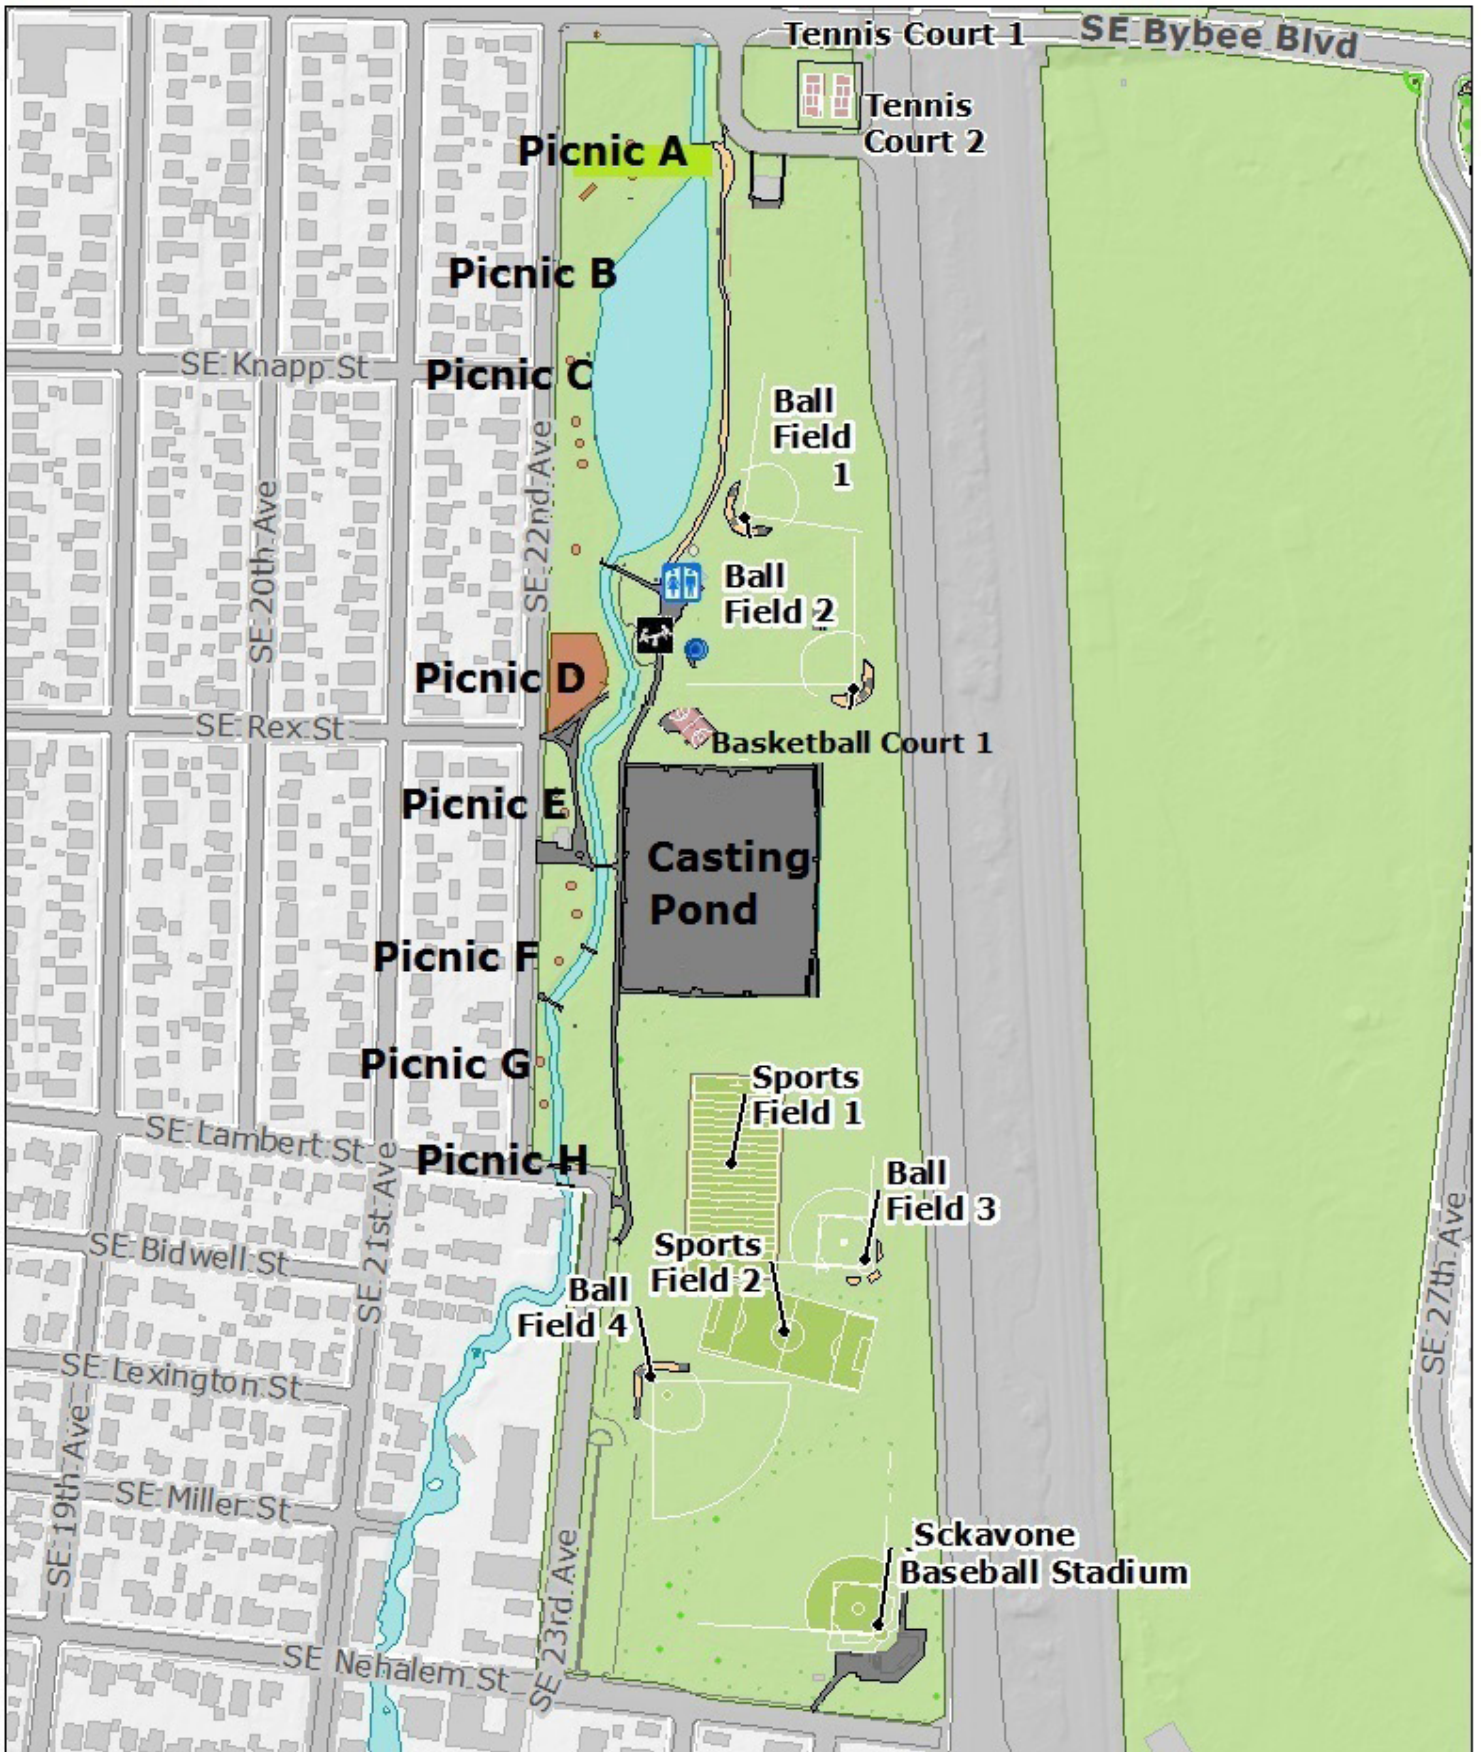 Tennis Court 1
SE Bybee Blvd
Tennis
Court 2
Picnic A
Picnic B
SE Knapp St
Picnic C
Ball
Field
1
SE 22nd Ave
SE 20th Ave
Ball
Field 2
Picnic D
SE Rex St
Basketball Court 1
Picnic E
Casting
Pond
Picnic F
Picnic G
Sports
Field 1
SE Lambert St
Picnic H
SE 21st Ave
Ball
Field 3
SE Bidwell St
Sports
Field 2
Ball
Field 4
SE 27th Ave
SE Lexington St
SE 19th Ave
SE Miller St
Sckavone
Baseball Stadium
SE 23rd Ave
SE Nehalem St